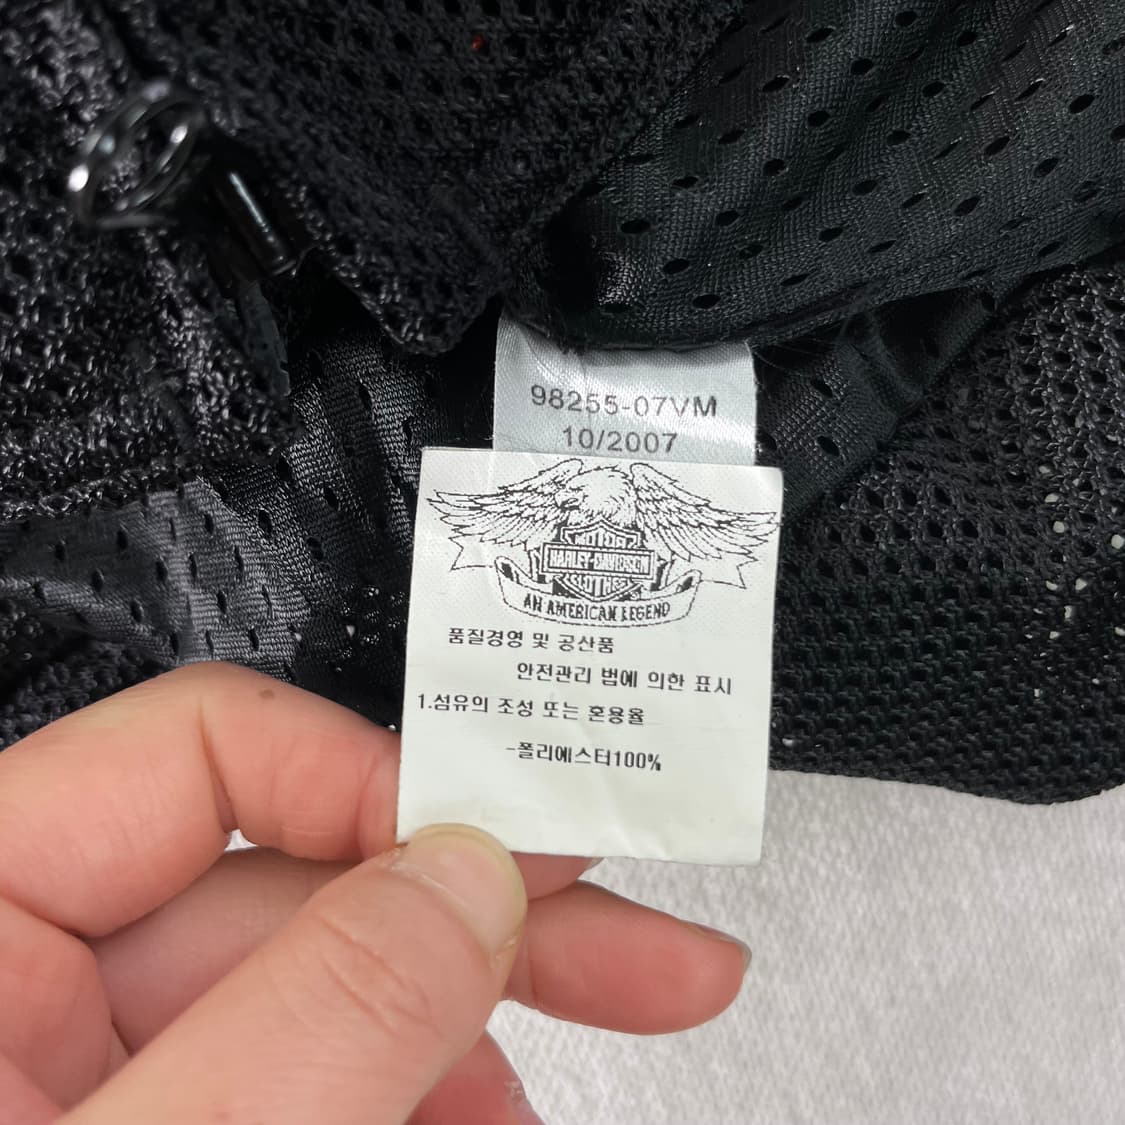 98255-07VM
10/2007
MOTOR
HARLEY-DAVIDSON
CLOTHES
AN AMERICAN LEGEND
품질경영 및 공산품
안전관리 법에 의한 표시
1.섬유의 조성 또는 혼용율
-폴리에스터100%